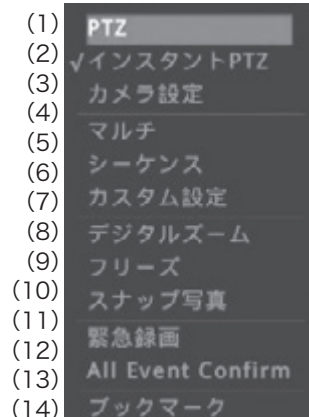 (1)
(2)
(3)
(4)
(5)
(6)
(7)
(8)
(9)
(10)
(11)
(12)
(13)
(14)
PTZ
√インスタントPTZ
カメラ設定
マルチ
シーケンス
カスタム設定
デジタルズーム
フリーズ
スナップ写真
緊急録画
All Event Confirm
ブックマーク